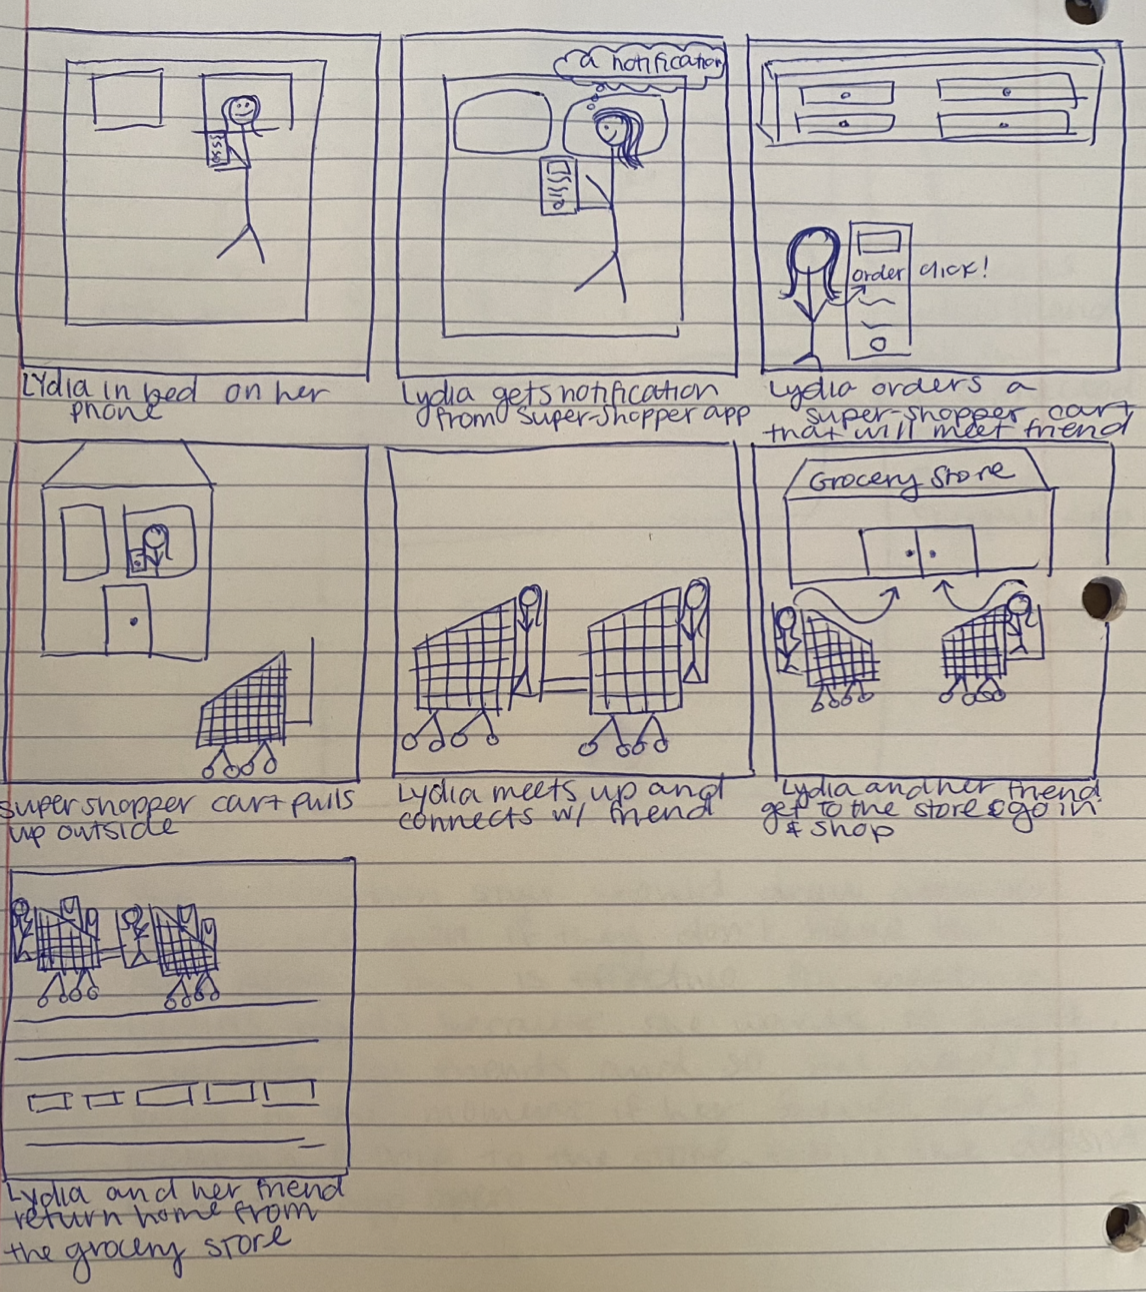 a notification
order click!
Lydia in bed on her
phone
Lydia gets notification
from super-shopper app
Lydia orders a
super-shopper cart
that will meet friend
Grocery Store
super shopper cart pulls
up outside
Lydia meets up and
connects w/ friend
Lydia and her friend
get to the store & go in
& shop
Lydia and her friend
return home from
the grocery store